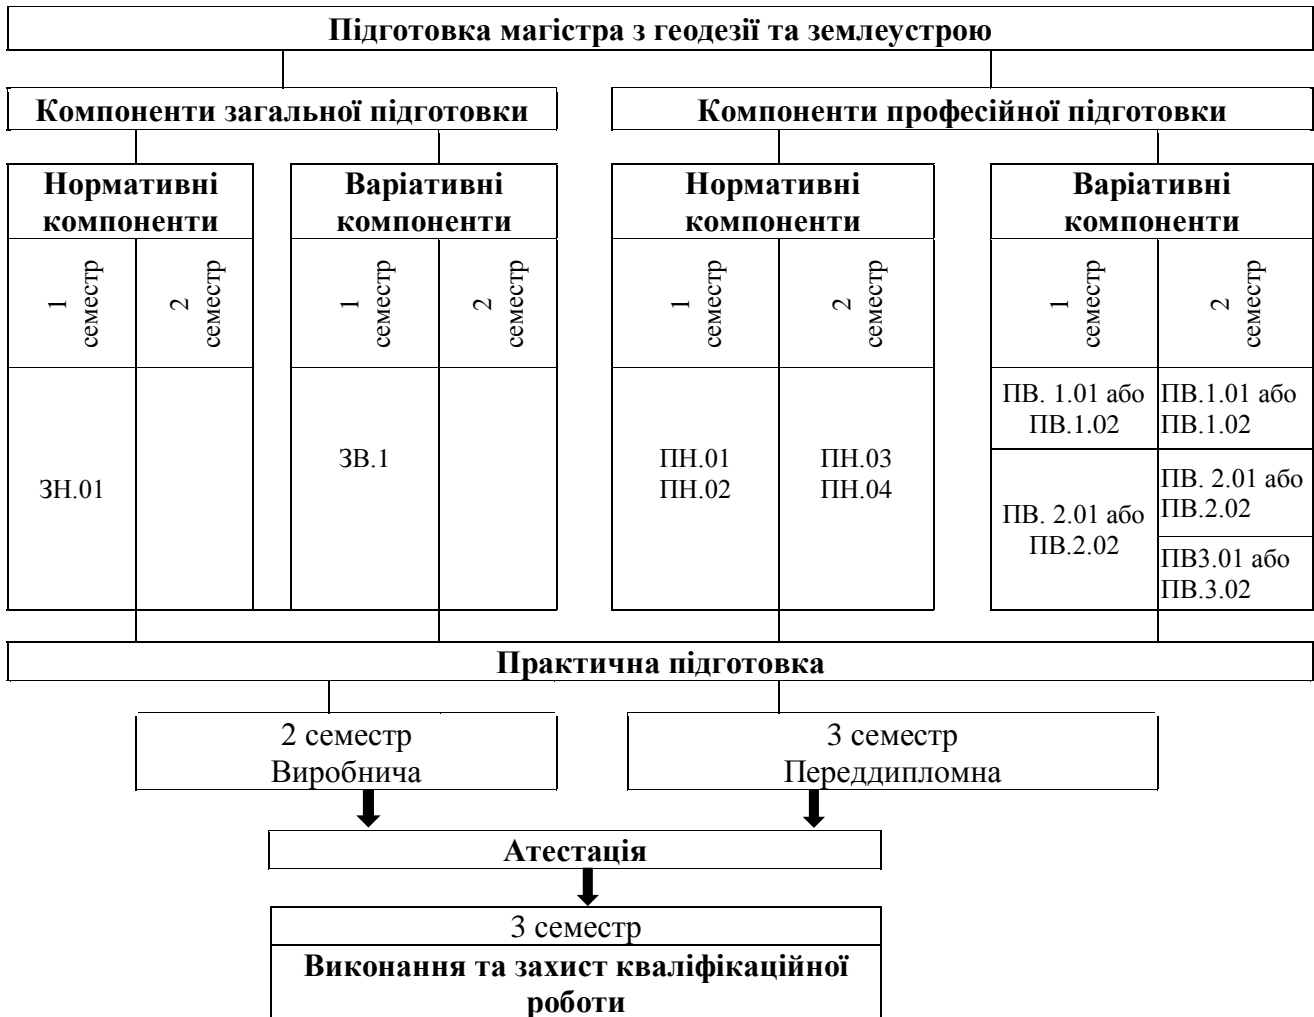 Підготовка магістра з геодезії та землеустрою
Компоненти загальної підготовки
Компоненти професійної підготовки
Нормативні
компоненти
Варіативні
компоненти
Нормативні
компоненти
Варіативні
компоненти
1
семестр
2
семестр
1
семестр
2
семестр
1
семестр
2
семестр
1
семестр
2
семестр
ЗН.01
ЗВ.1
ПН.01
ПН.02
ПН.03
ПН.04
ПВ. 1.01 або
ПВ.1.02
ПВ.1.01 або
ПВ.1.02
ПВ. 2.01 або
ПВ.2.02
ПВ. 2.01 або
ПВ.2.02
ПВ3.01 або
ПВ.3.02
Практична підготовка
2 семестр
Виробнича
3 семестр
Переддипломна
Атестація
3 семестр
Виконання та захист кваліфікаційної
роботи